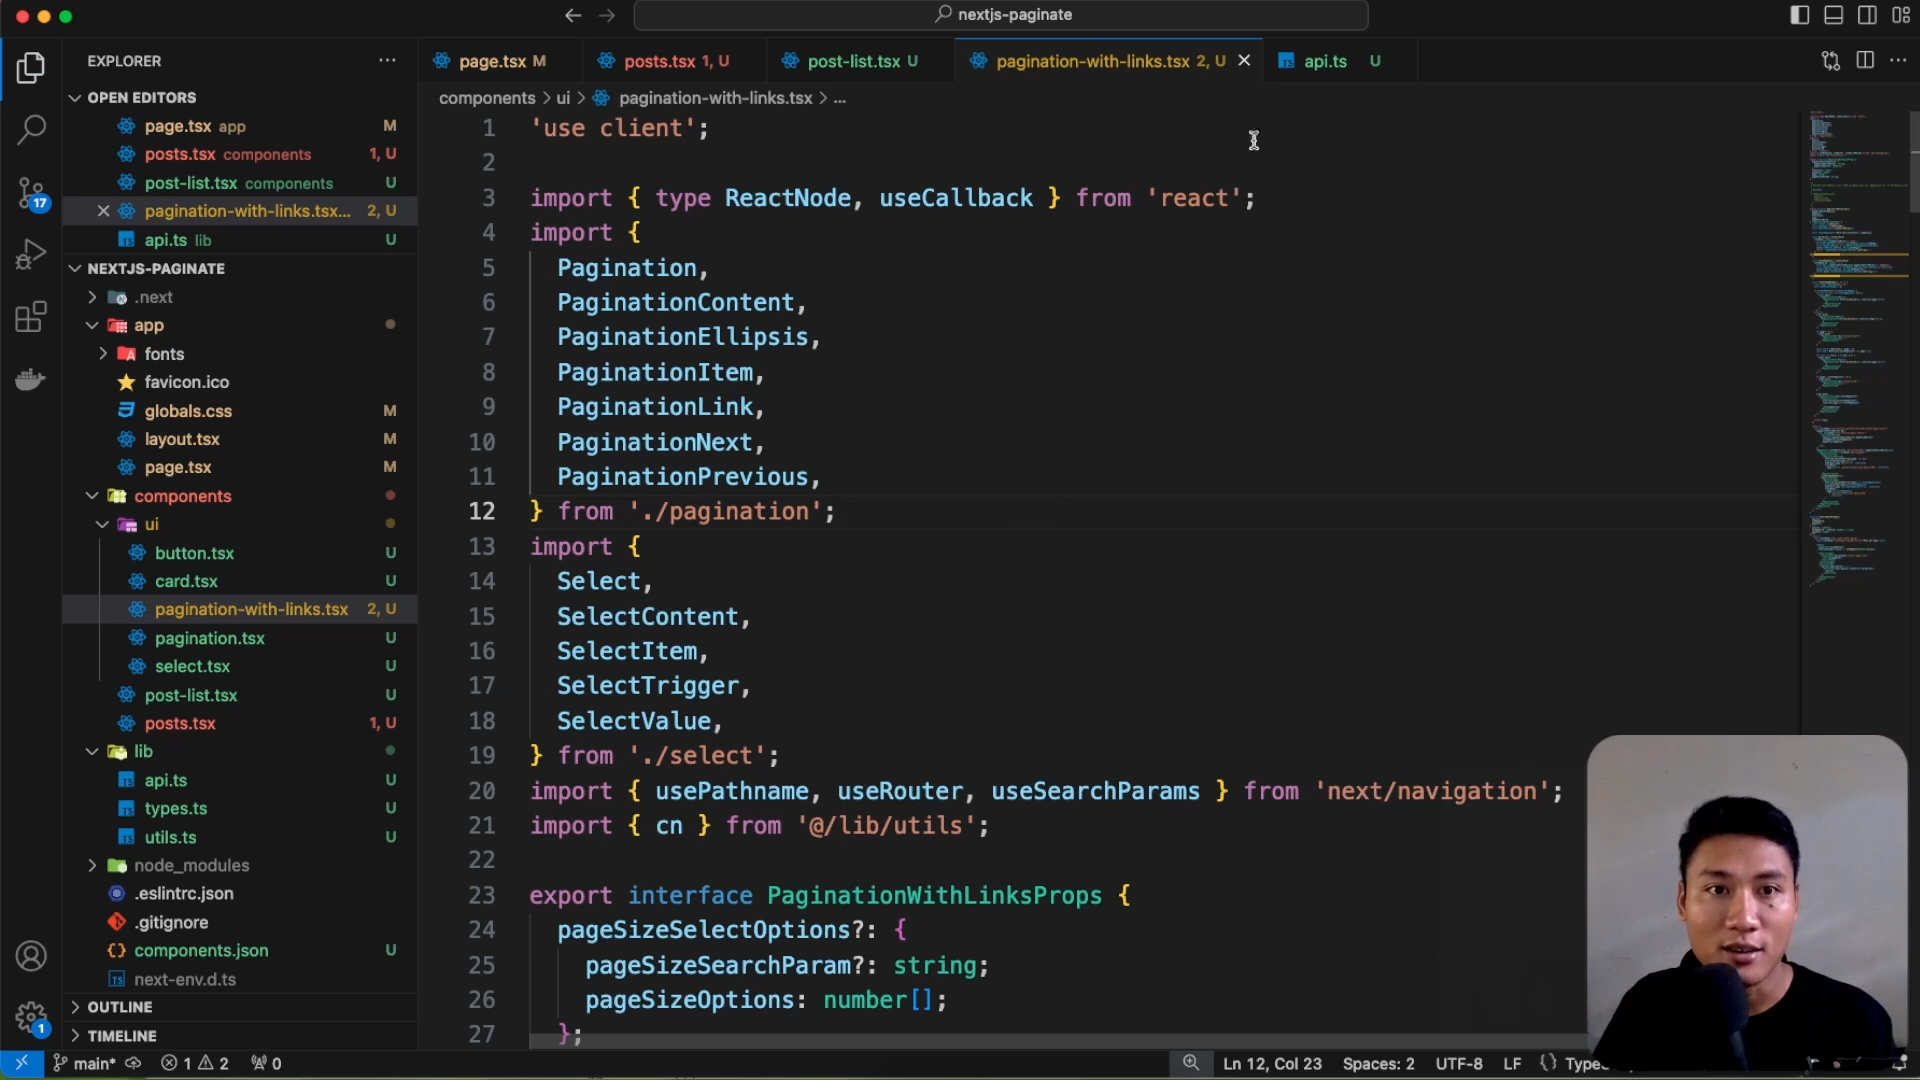 nextjs-paginate
EXPLORER
page.tsx M
posts.tsx 1, U
post-list.tsx U
pagination-with-links.tsx 2, U
api.ts U
OPEN EDITORS
page.tsx app M
posts.tsx components 1, U
post-list.tsx components U
pagination-with-links.tsx... 2, U
api.ts lib U
NEXTJS-PAGINATE
.next
app
fonts
favicon.ico
globals.css M
layout.tsx M
page.tsx M
components
ui
button.tsx U
card.tsx U
pagination-with-links.tsx 2, U
pagination.tsx U
select.tsx U
post-list.tsx U
posts.tsx 1, U
lib
api.ts U
types.ts U
utils.ts U
node_modules
.eslintrc.json
.gitignore
components.json U
next-env.d.ts
OUTLINE
TIMELINE
17
1
components > ui > pagination-with-links.tsx > ...
1 'use client';
2
3 import { type ReactNode, useCallback } from 'react';
4 import {
5 Pagination,
6 PaginationContent,
7 PaginationEllipsis,
8 PaginationItem,
9 PaginationLink,
10 PaginationNext,
11 PaginationPrevious,
12 } from './pagination';
13 import {
14 Select,
15 SelectContent,
16 SelectItem,
17 SelectTrigger,
18 SelectValue,
19 } from './select';
20 import { usePathname, useRouter, useSearchParams } from 'next/navigation';
21 import { cn } from '@/lib/utils';
22
23 export interface PaginationWithLinksProps {
24 pageSizeSelectOptions?: {
25 pageSizeSearchParam?: string;
26 pageSizeOptions: number[];
27 };
main* 1 2 0
Ln 12, Col 23 Spaces: 2 UTF-8 LF {}